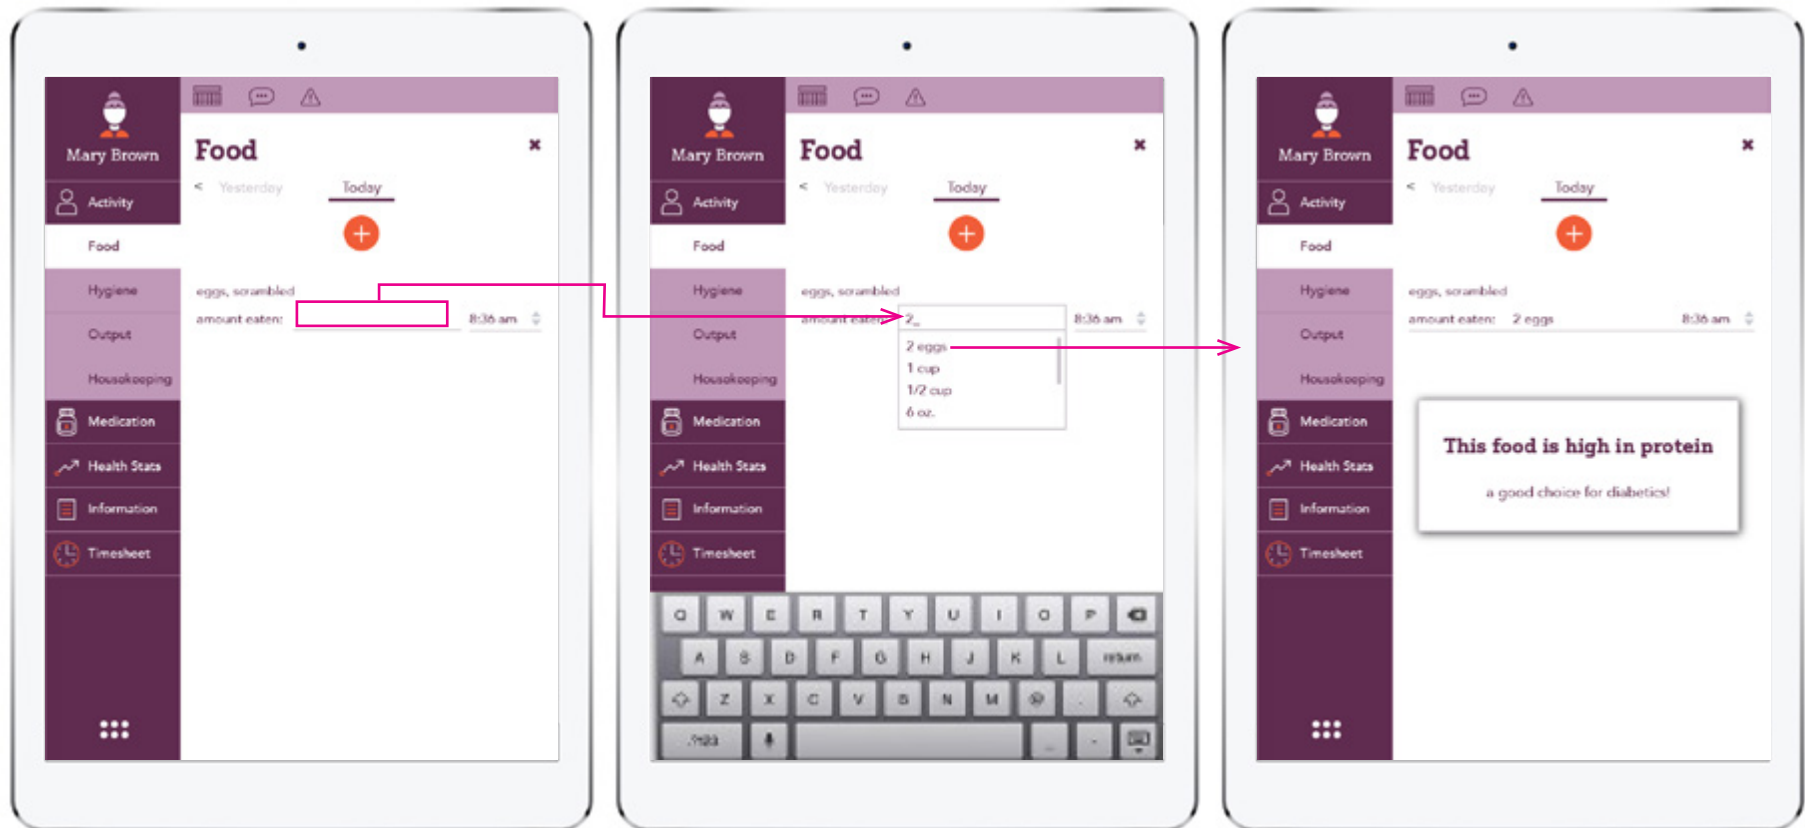 Mary Brown
Activity
Food
Hygiene
Output
Housekeeping
Medication
Health Stats
Information
Timesheet
Food
< Yesterday Today
eggs, scrambled
amount eaten: 8:36 am
Mary Brown
Activity
Food
Hygiene
Output
Housekeeping
Medication
Health Stats
Information
Timesheet
Food
< Yesterday Today
eggs, scrambled
amount eaten: 2_ 8:36 am
2 eggs
1 cup
1/2 cup
6 oz.
Q W E R T Y U I O P
A S D F G H J K L return
Z X C V B N M @ .
.?123 _ -
Mary Brown
Activity
Food
Hygiene
Output
Housekeeping
Medication
Health Stats
Information
Timesheet
Food
< Yesterday Today
eggs, scrambled
amount eaten: 2 eggs 8:36 am
This food is high in protein
a good choice for diabetics!